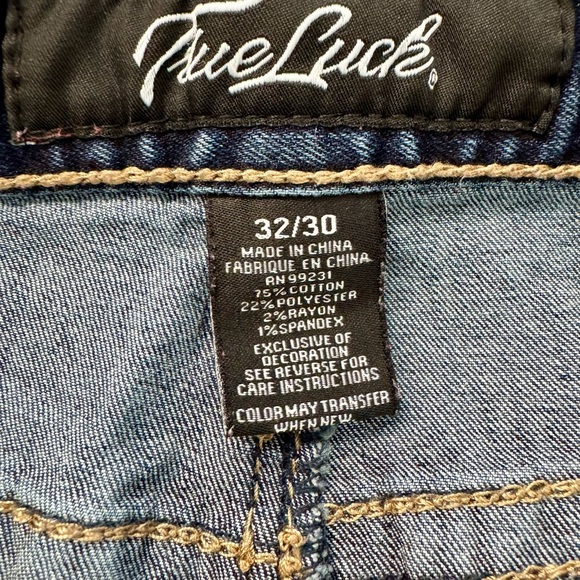 True Luck®
32/30
MADE IN CHINA
FABRIQUE EN CHINA
RN 99231
75% COTTON
22% POLYESTER
2% RAYON
1% SPANDEX
EXCLUSIVE OF
DECORATION
SEE REVERSE FOR
CARE INSTRUCTIONS
COLOR MAY TRANSFER
WHEN NEW